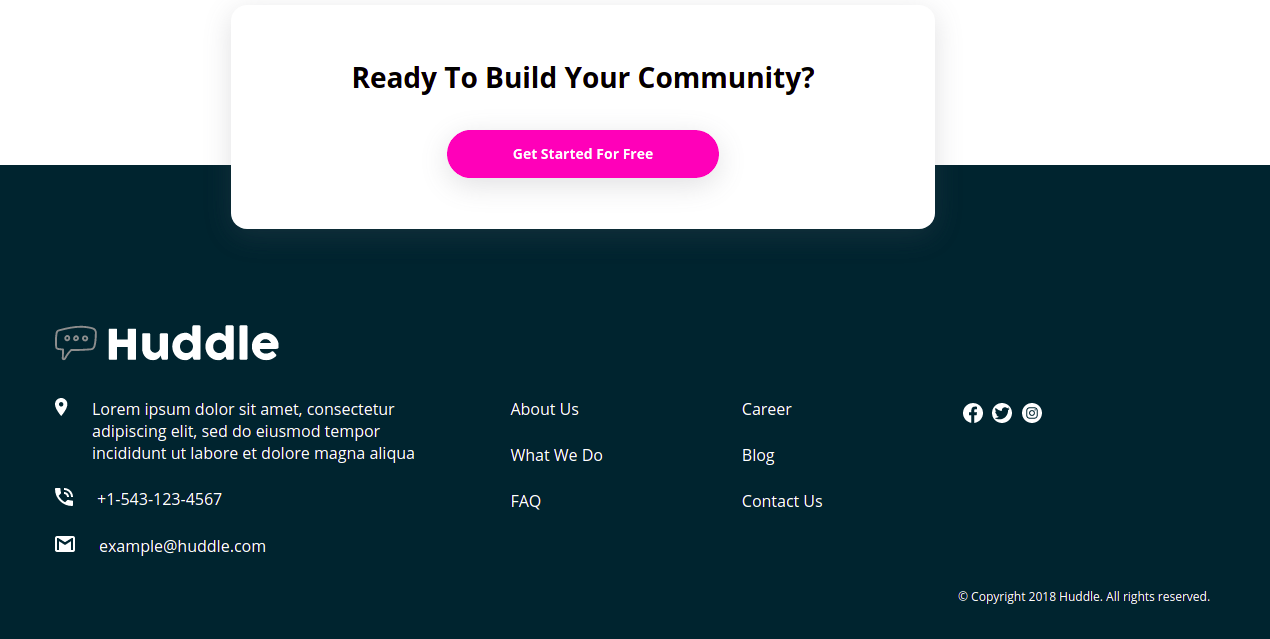 Ready To Build Your Community?
Get Started For Free
Huddle
Lorem ipsum dolor sit amet, consectetur
adipiscing elit, sed do eiusmod tempor
incididunt ut labore et dolore magna aliqua
+1-543-123-4567
example@huddle.com
About Us
What We Do
FAQ
Career
Blog
Contact Us
© Copyright 2018 Huddle. All rights reserved.